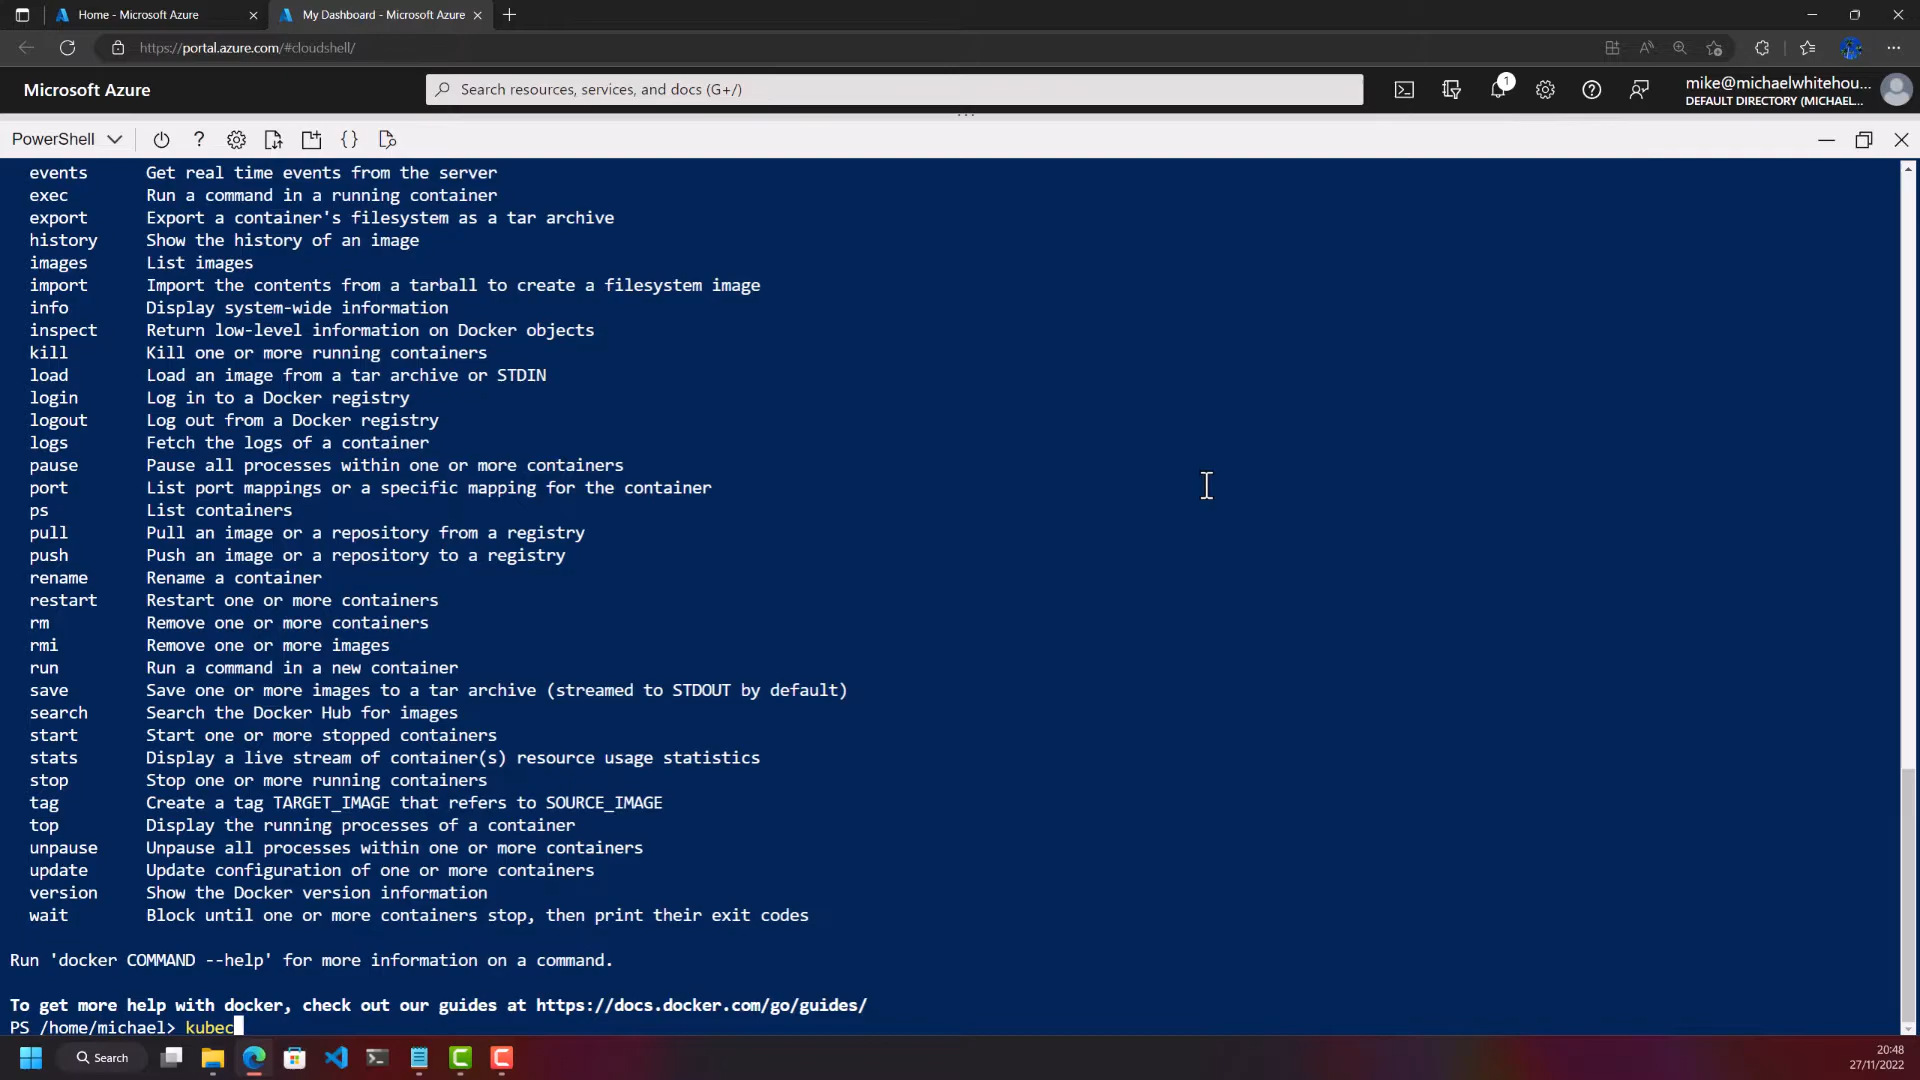 Home - Microsoft Azure
My Dashboard - Microsoft Azure
https://portal.azure.com/#cloudshell/
Microsoft Azure
Search resources, services, and docs (G+/)
1
mike@michaelwhitehou...
DEFAULT DIRECTORY (MICHAEL...
PowerShell
events Get real time events from the server
exec Run a command in a running container
export Export a container's filesystem as a tar archive
history Show the history of an image
images List images
import Import the contents from a tarball to create a filesystem image
info Display system-wide information
inspect Return low-level information on Docker objects
kill Kill one or more running containers
load Load an image from a tar archive or STDIN
login Log in to a Docker registry
logout Log out from a Docker registry
logs Fetch the logs of a container
pause Pause all processes within one or more containers
port List port mappings or a specific mapping for the container
ps List containers
pull Pull an image or a repository from a registry
push Push an image or a repository to a registry
rename Rename a container
restart Restart one or more containers
rm Remove one or more containers
rmi Remove one or more images
run Run a command in a new container
save Save one or more images to a tar archive (streamed to STDOUT by default)
search Search the Docker Hub for images
start Start one or more stopped containers
stats Display a live stream of container(s) resource usage statistics
stop Stop one or more running containers
tag Create a tag TARGET_IMAGE that refers to SOURCE_IMAGE
top Display the running processes of a container
unpause Unpause all processes within one or more containers
update Update configuration of one or more containers
version Show the Docker version information
wait Block until one or more containers stop, then print their exit codes
Run 'docker COMMAND --help' for more information on a command.
To get more help with docker, check out our guides at https://docs.docker.com/go/guides/
PS /home/michael> kubec
Search
20:48
27/11/2022